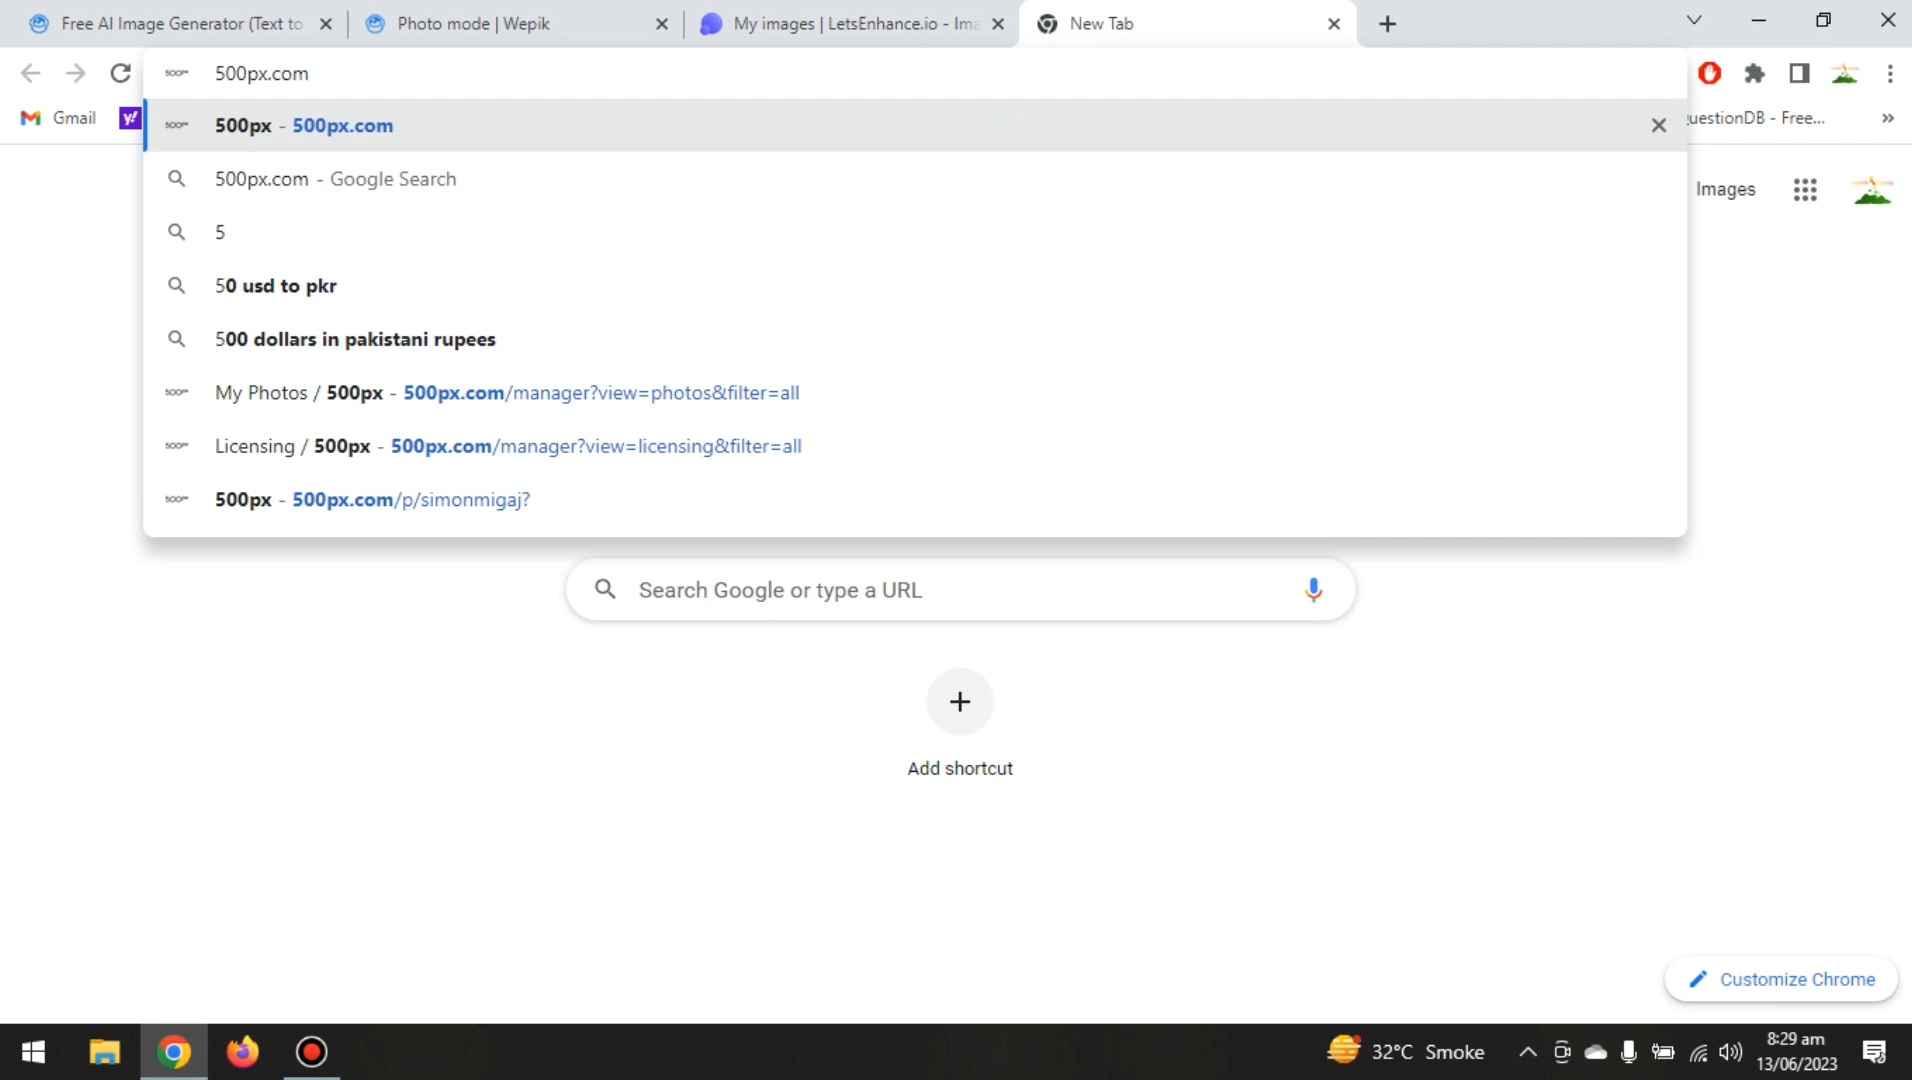 Free AI Image Generator (Text to
Photo mode | Wepik
My images | LetsEnhance.io - Ima
New Tab
500px.com
Gmail
500px - 500px.com
uestionDB - Free...
500px.com - Google Search
Images
5
50 usd to pkr
500 dollars in pakistani rupees
My Photos / 500px - 500px.com/manager?view=photos&filter=all
Licensing / 500px - 500px.com/manager?view=licensing&filter=all
500px - 500px.com/p/simonmigaj?
Search Google or type a URL
Add shortcut
Customize Chrome
32°C Smoke
8:29 am
13/06/2023